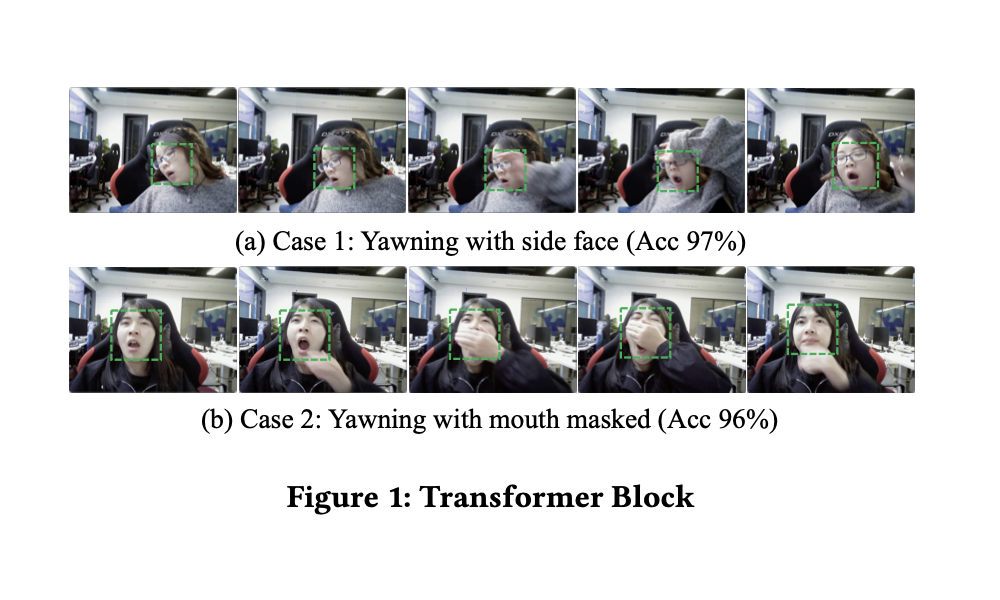 (a) Case 1: Yawning with side face (Acc 97%)
(b) Case 2: Yawning with mouth masked (Acc 96%)
Figure 1: Transformer Block